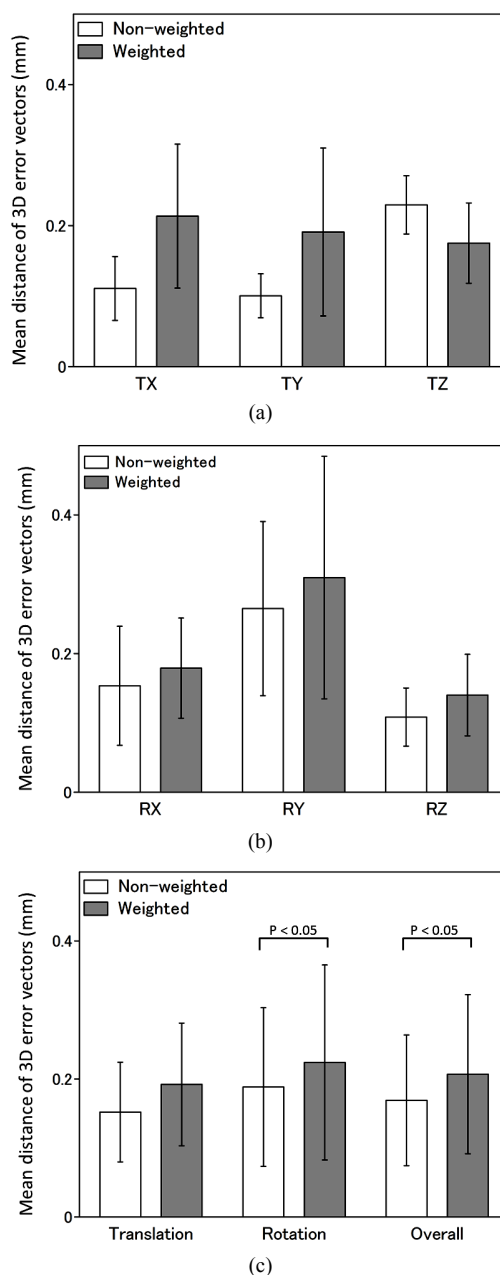 Mean distance of 3D error vectors (mm)
Non-weighted
Weighted
0.4
0.2
0
TX TY TZ
(a)
Mean distance of 3D error vectors (mm)
Non-weighted
Weighted
0.4
0.2
0
RX RY RZ
(b)
Mean distance of 3D error vectors (mm)
Non-weighted
Weighted
0.4
P < 0.05 P < 0.05
0.2
0
Translation Rotation Overall
(c)